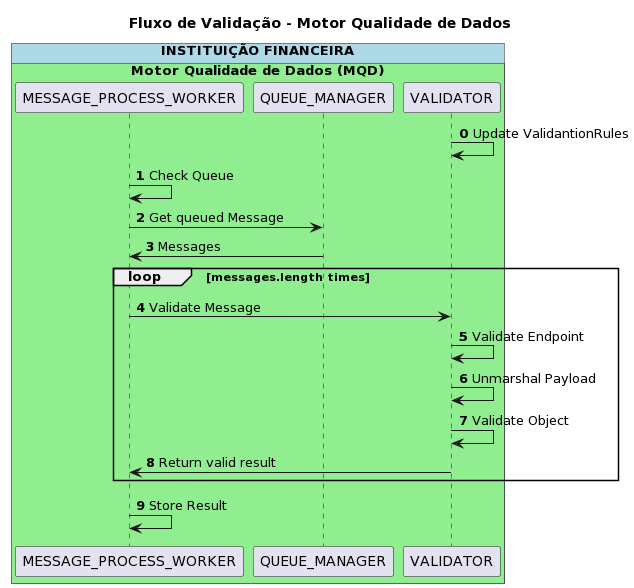 Fluxo de Validação - Motor Qualidade de Dados
INSTITUIÇÃO FINANCEIRA
Motor Qualidade de Dados (MQD)
MESSAGE_PROCESS_WORKER QUEUE_MANAGER VALIDATOR
0 Update ValidantionRules
1 Check Queue
2 Get queued Message
3 Messages
loop [messages.length times]
4 Validate Message
5 Validate Endpoint
6 Unmarshal Payload
7 Validate Object
8 Return valid result
9 Store Result
MESSAGE_PROCESS_WORKER QUEUE_MANAGER VALIDATOR